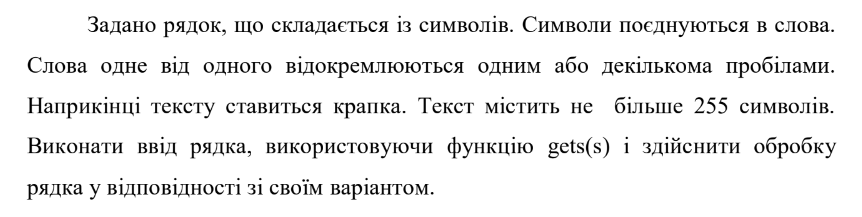 Задано рядок, що складається із символів. Символи поєднуються в слова.
Слова одне від одного відокремлюються одним або декількома пробілами.
Наприкінці тексту ставиться крапка. Текст містить не більше 255 символів.
Виконати ввід рядка, використовуючи функцію gets(s) і здійснити обробку
рядка у відповідності зі своїм варіантом.